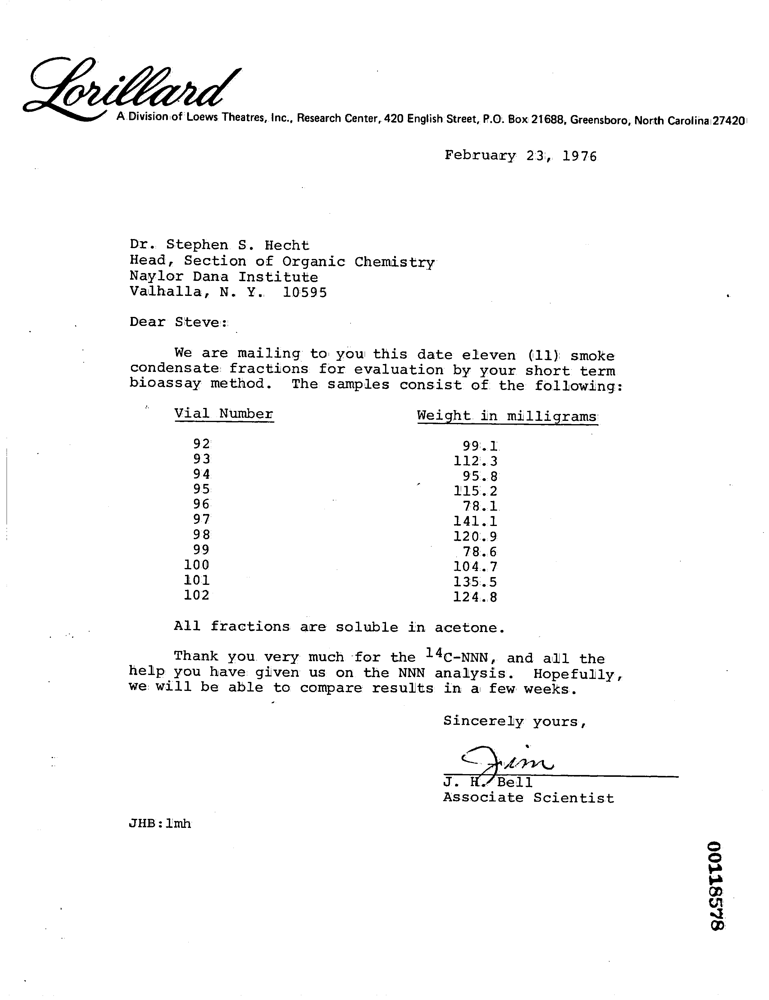 Lorillard
A Division of Loews Theatres, Inc., Research Center, 420 English Street, P.O. Box 21688, Greensboro, North Carolina 27420
February 23, 1976
Dr. Stephen S. Hecht
Head, Section of Organic Chemistry
Naylor Dana Institute
Valhalla, N. Y. 10595
Dear Steve:
We are mailing to you this date eleven (11) smoke
condensate fractions for evaluation by your short term
bioassay method. The samples consist of the following:
Vial Number Weight in milligrams
92 99.1
93 112.3
94 95.8
95 115.2
96 78.1
97 141.1
98 120.9
99 78.6
100 104.7
101 135.5
102 124.8
All fractions are soluble in acetone.
Thank you very much for the ¹⁴C-NNN, and all the
help you have given us on the NNN analysis. Hopefully,
we will be able to compare results in a few weeks.
Sincerely yours,
Jim
J. H. Bell
Associate Scientist
JHB:lmh
00118578